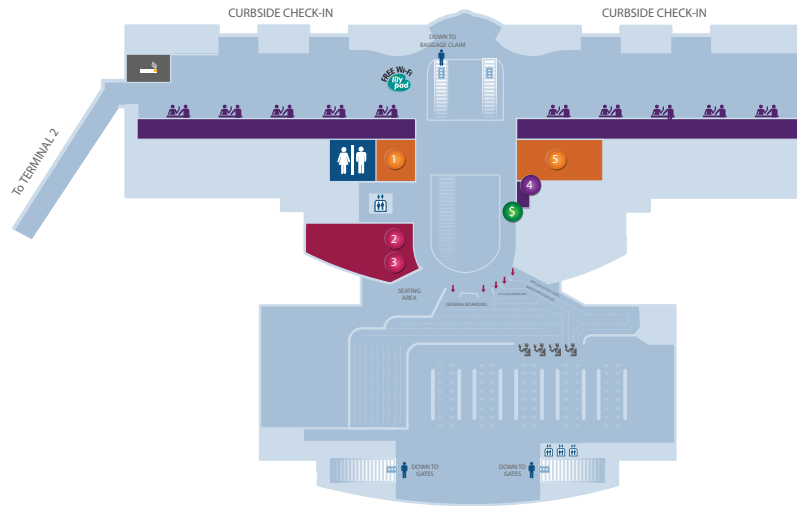 CURBSIDE CHECK-IN
CURBSIDE CHECK-IN
DOWN TO
BAGGAGE CLAIM
FREE Wi-Fi
lily
pad
To TERMINAL 2
1
5
4
$
2
3
SEATING
AREA
GENERAL BOARDING
DOWN TO
GATES
DOWN TO
GATES